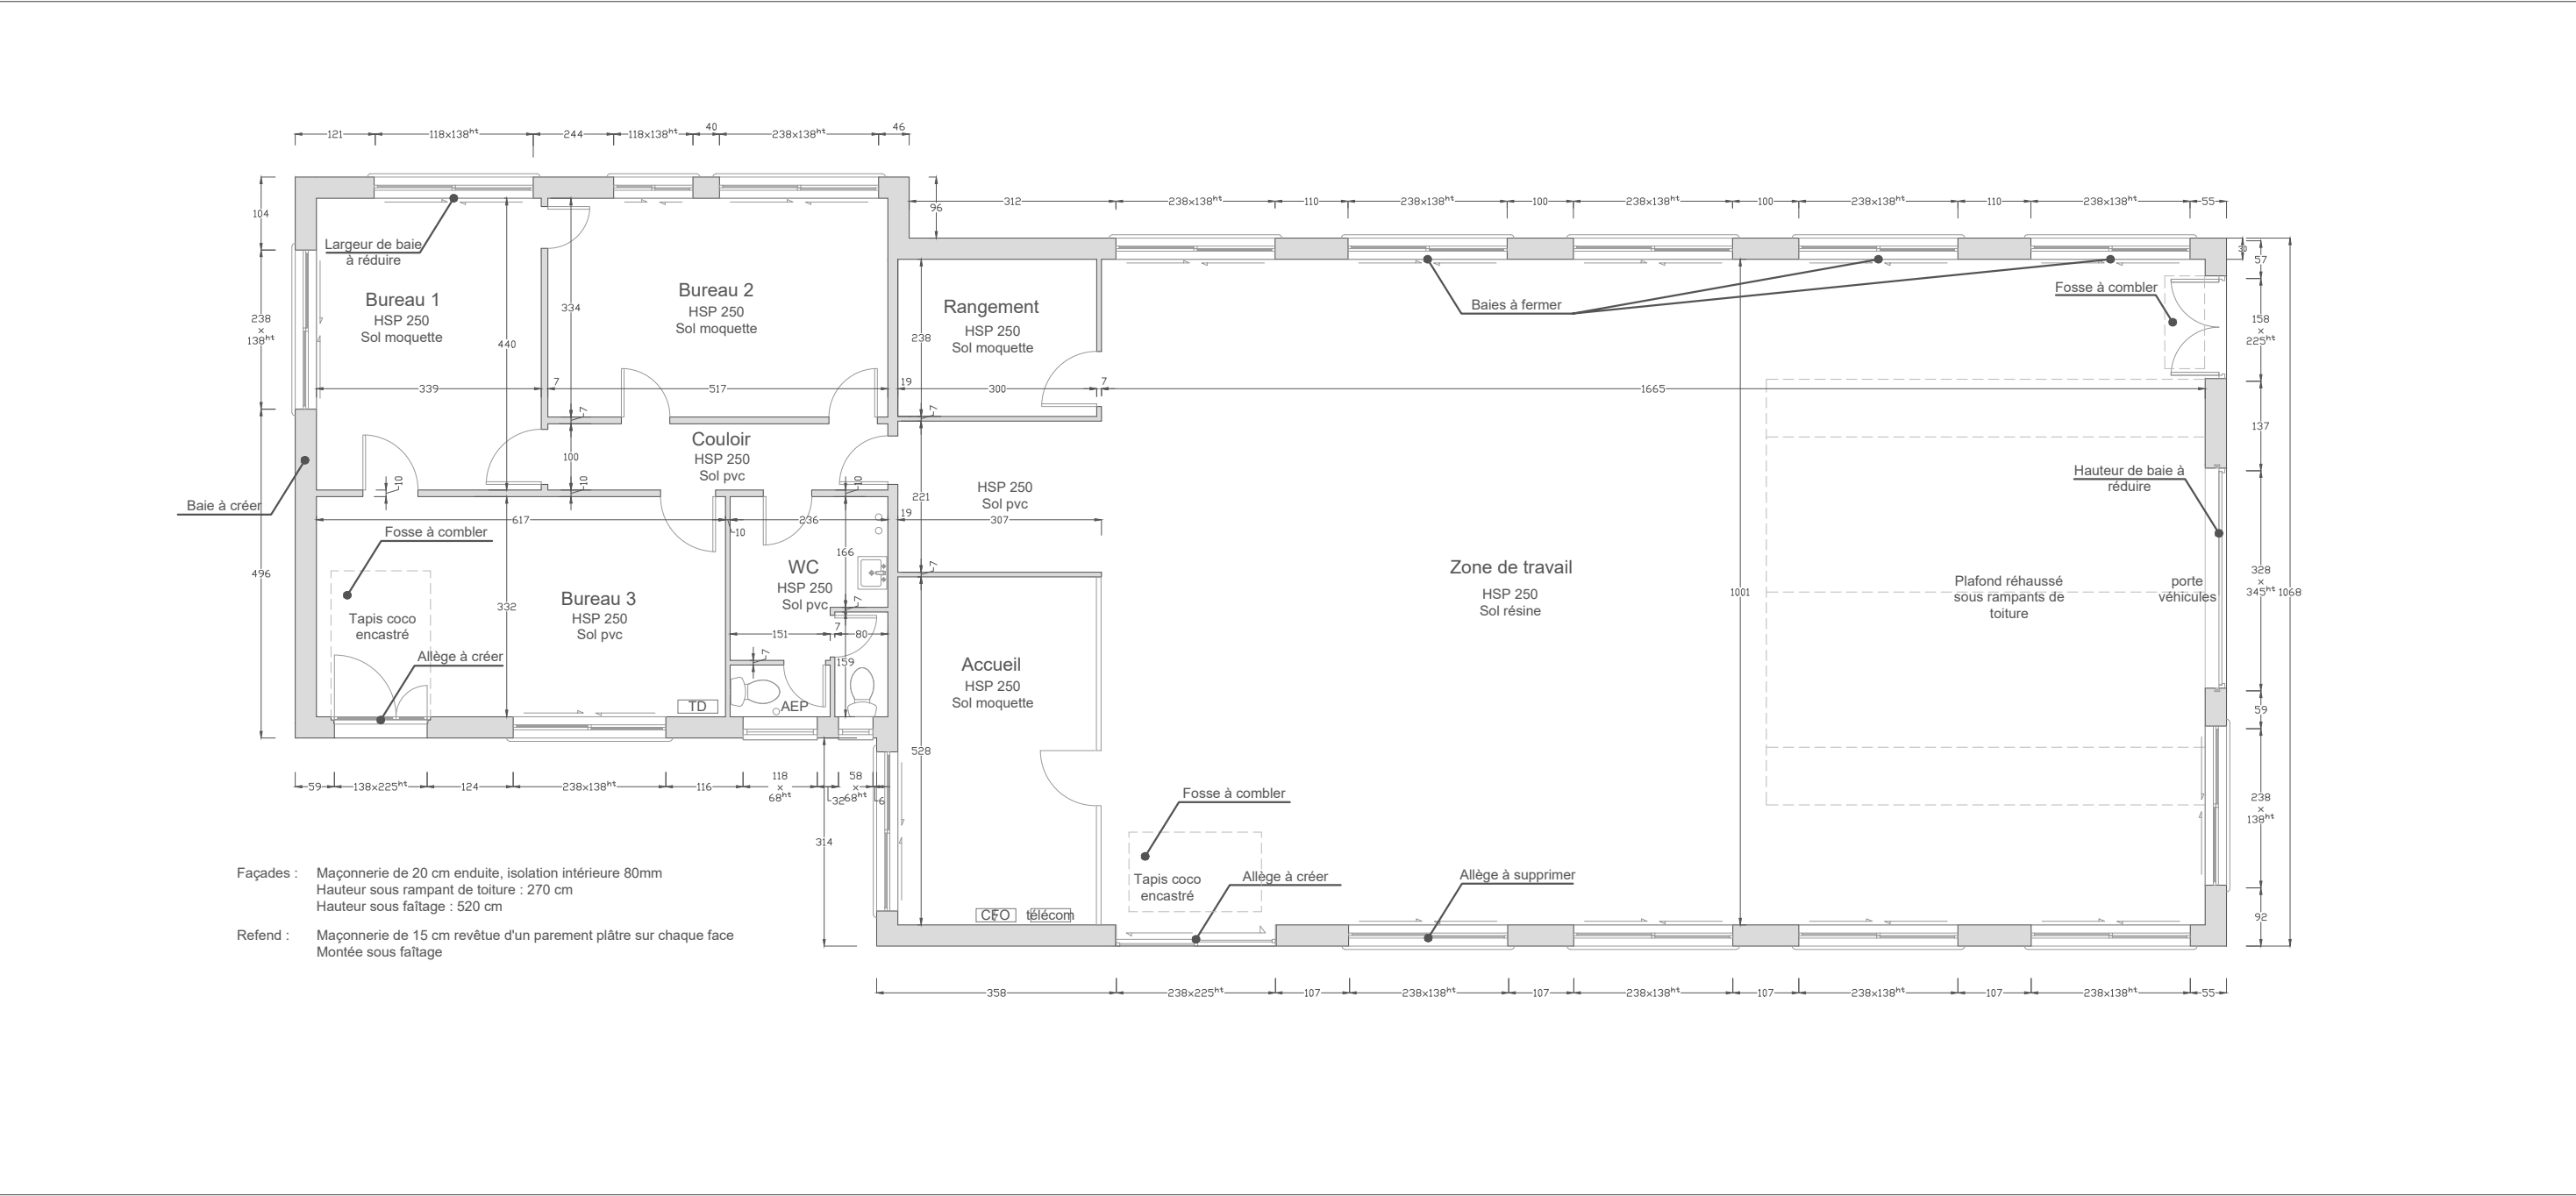 121 118x138ht 244 118x138ht 40 238x138ht 46
104
238
×
138ht
496
96
312 238x138ht 110 238x138ht 100 238x138ht 100 238x138ht 110 238x138ht 55
Largeur de baie
à réduire
Bureau 1
HSP 250
Sol moquette
440
339
7
334
Bureau 2
HSP 250
Sol moquette
517
7
100
10
Couloir
HSP 250
Sol pvc
10
10
Rangement
HSP 250
Sol moquette
238
19
300
7
7
1665
Baies à fermer
Fosse à combler
57
158
×
225ht
137
Hauteur de baie à
réduire
328
×
345ht
1068
59
238
×
138ht
92
Baie à créer
617
10
236
19
307
221
HSP 250
Sol pvc
7
Fosse à combler
Tapis coco
encastré
Allège à créer
332
Bureau 3
HSP 250
Sol pvc
TD
WC
HSP 250
Sol pvc
166
7
151
7
80
7
159
AEP
Zone de travail
HSP 250
Sol résine
1001
Plafond réhaussé
sous rampants de
toiture
porte
véhicules
Accueil
HSP 250
Sol moquette
528
CFO
télécom
Fosse à combler
Tapis coco
encastré
Allège à créer
Allège à supprimer
59 138x225ht 124 238x138ht 116
118
×
68ht
32
58
×
68ht
6
314
358 238x225ht 107 238x138ht 107 238x138ht 107 238x138ht 107 238x138ht 55
Façades : Maçonnerie de 20 cm enduite, isolation intérieure 80mm
Hauteur sous rampant de toiture : 270 cm
Hauteur sous faîtage : 520 cm
Refend : Maçonnerie de 15 cm revêtue d'un parement plâtre sur chaque face
Montée sous faîtage